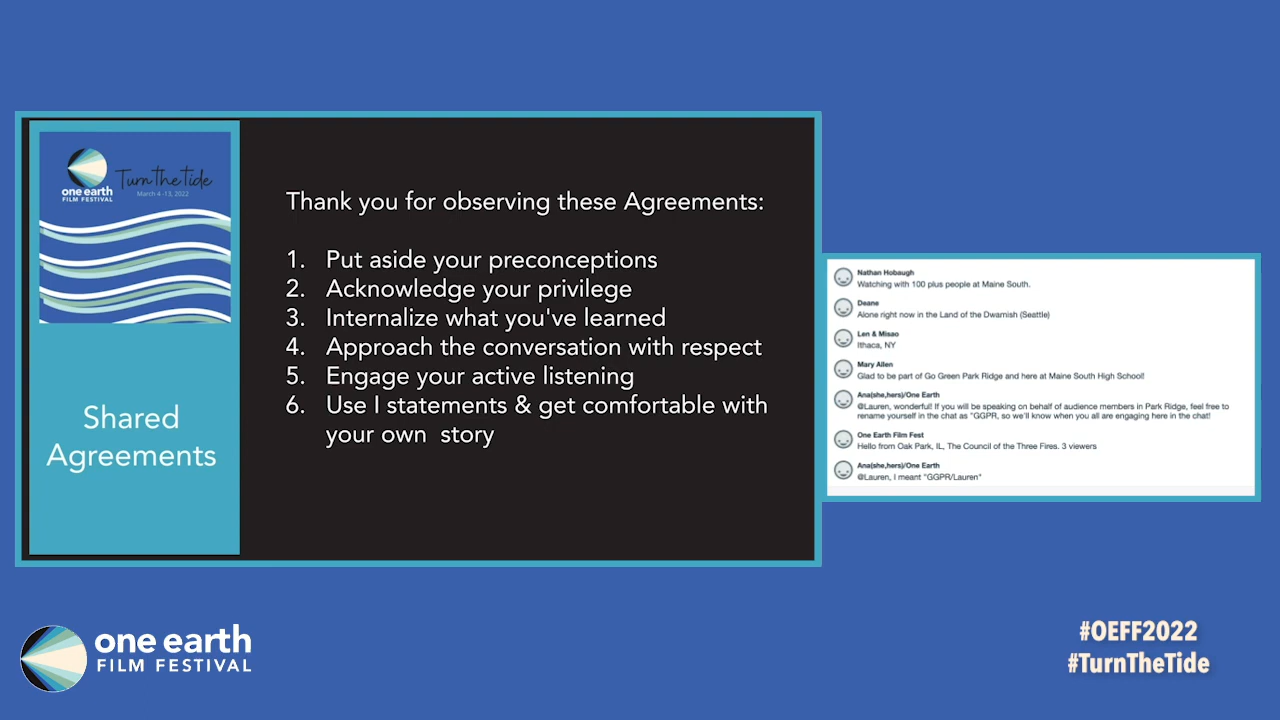 one earth
FILM FESTIVAL
Turn The Tide
March 4 -13, 2022
Shared
Agreements
Thank you for observing these Agreements:
1. Put aside your preconceptions
2. Acknowledge your privilege
3. Internalize what you've learned
4. Approach the conversation with respect
5. Engage your active listening
6. Use I statements & get comfortable with
your own story
Nathan Hobaugh
Watching with 100 plus people at Maine South.
Deane
Alone right now in the Land of the Dwamish (Seattle)
Len & Misao
Ithaca, NY
Mary Allen
Glad to be part of Go Green Park Ridge and here at Maine South High School!
Ana(she,hers)/One Earth
@Lauren, wonderful! If you will be speaking on behalf of audience members in Park Ridge, feel free to
rename yourself in the chat as "GGPR, so we'll know when you all are engaging here in the chat!
One Earth Film Fest
Hello from Oak Park, IL, The Council of the Three Fires. 3 viewers
Ana(she,hers)/One Earth
@Lauren, I meant "GGPR/Lauren"
one earth
FILM FESTIVAL
#OEFF2022
#TurnTheTide